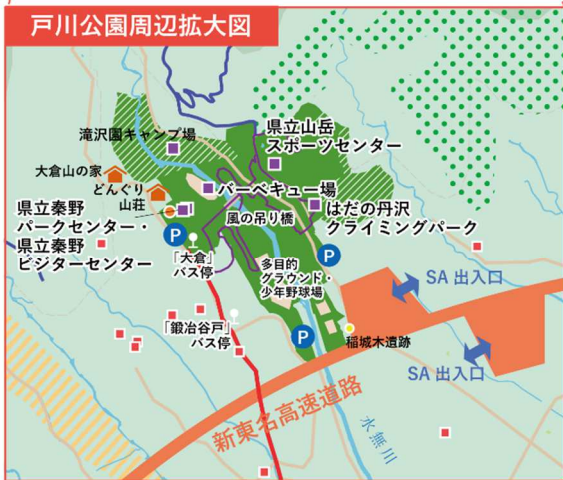 戸川公園周辺拡大図
県立山岳
スポーツセンター
滝沢園キャンプ場
大倉山の家
どんぐり
山荘
バーベキュー場
はだの丹沢
クライミングパーク
県立秦野
パークセンター・
県立秦野
ビジターセンター
風の吊り橋
P
「大倉」
バス停
多目的
グラウンド・
少年野球場
P
SA 出入口
「鍛冶谷戸」
バス停
P
稲城木遺跡
SA 出入口
新東名高速道路
水無川